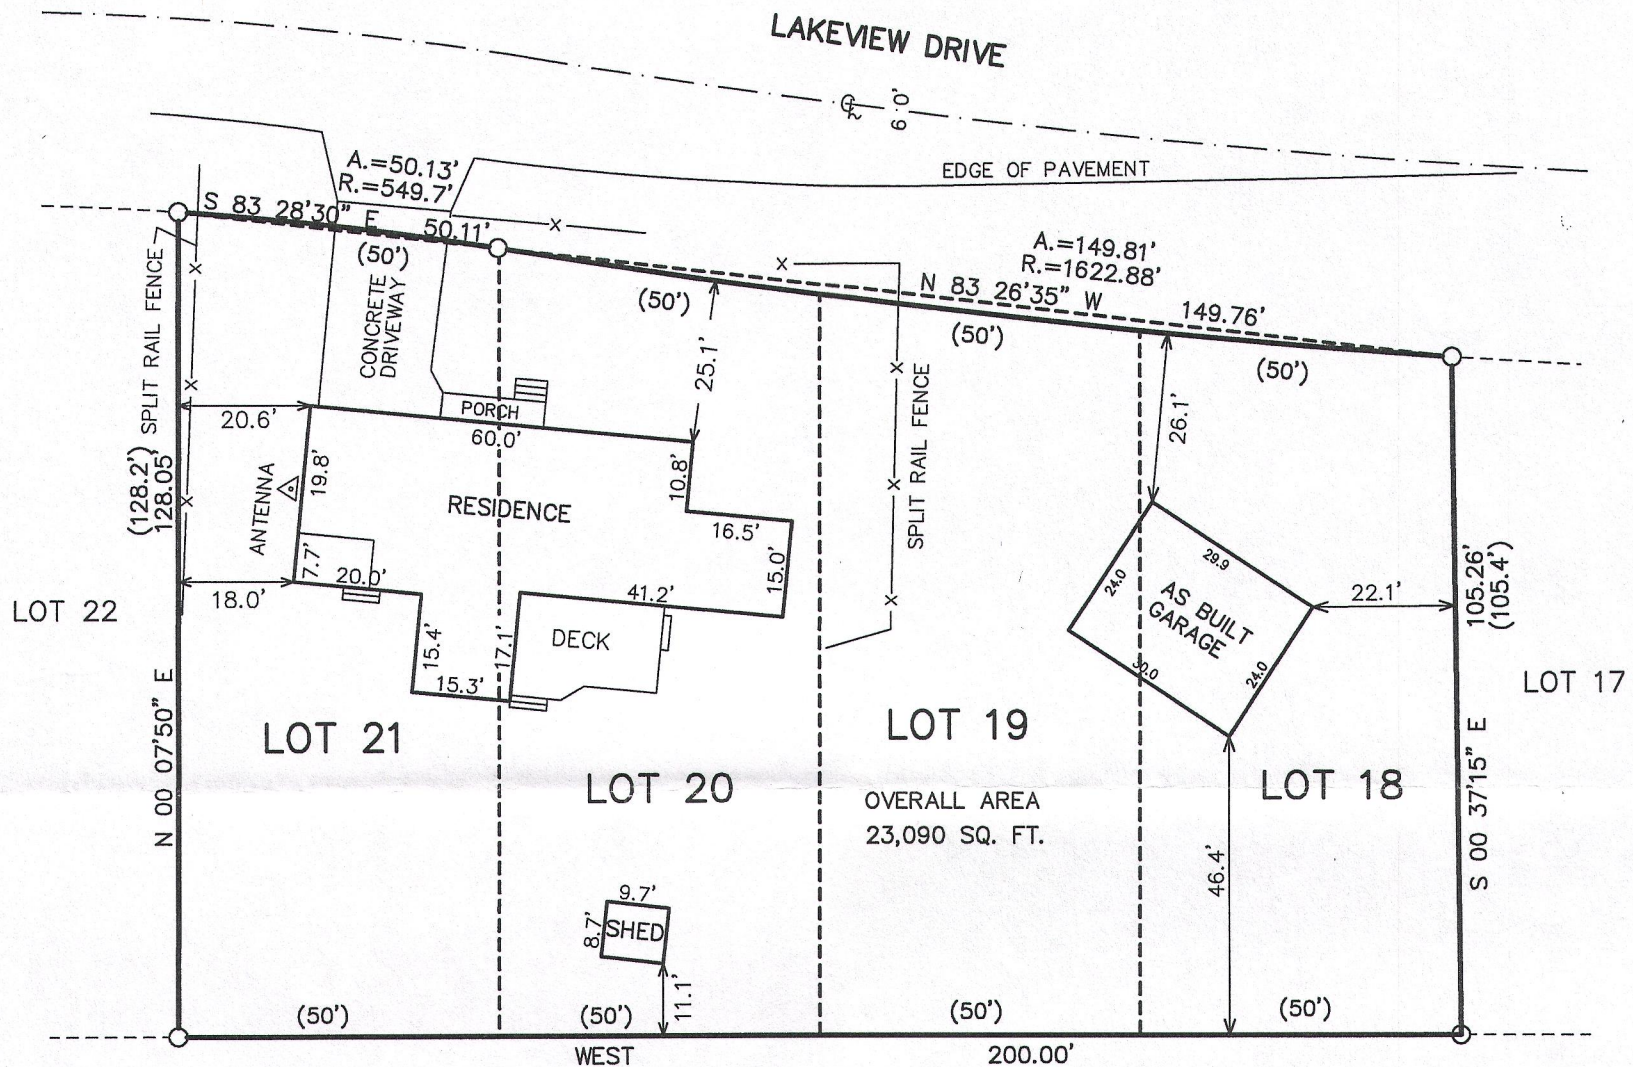 LAKEVIEW DRIVE
℄
6.0'
EDGE OF PAVEMENT
A.=50.13'
R.=549.7'
S 83 28'30" E
50.11'
(50')
A.=149.81'
R.=1622.88'
N 83 26'35" W
149.76'
(50')
(50')
(50')
SPLIT RAIL FENCE
CONCRETE
DRIVEWAY
25.1'
SPLIT RAIL FENCE
26.1'
20.6'
PORCH
60.0'
(128.2')
128.05'
ANTENNA
19.8'
RESIDENCE
10.8'
16.5'
15.0'
7.7'
20.0'
18.0'
41.2'
LOT 22
15.4'
17.1'
DECK
15.3'
29.9
24.0
AS BUILT
GARAGE
30.0
24.0
22.1'
105.26'
(105.4')
LOT 17
N 00 07'50" E
S 00 37'15" E
LOT 21
LOT 20
LOT 19
LOT 18
OVERALL AREA
23,090 SQ. FT.
46.4'
9.7'
8.7'
SHED
11.1'
(50')
(50')
(50')
(50')
WEST
200.00'